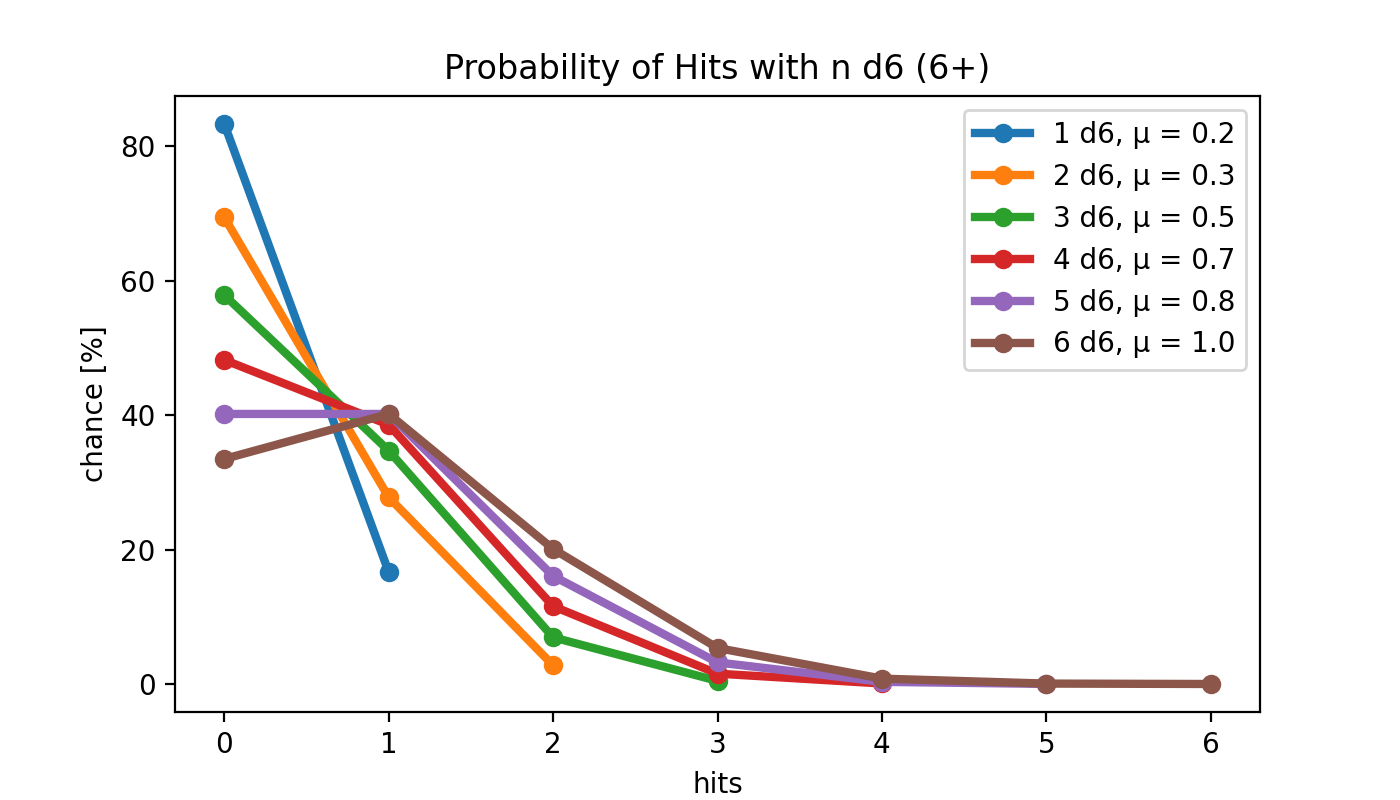 Probability of Hits with n d6 (6+)
1 d6, µ = 0.2
2 d6, µ = 0.3
3 d6, µ = 0.5
4 d6, µ = 0.7
5 d6, µ = 0.8
6 d6, µ = 1.0
chance [%]
80
60
40
20
0
0 1 2 3 4 5 6
hits